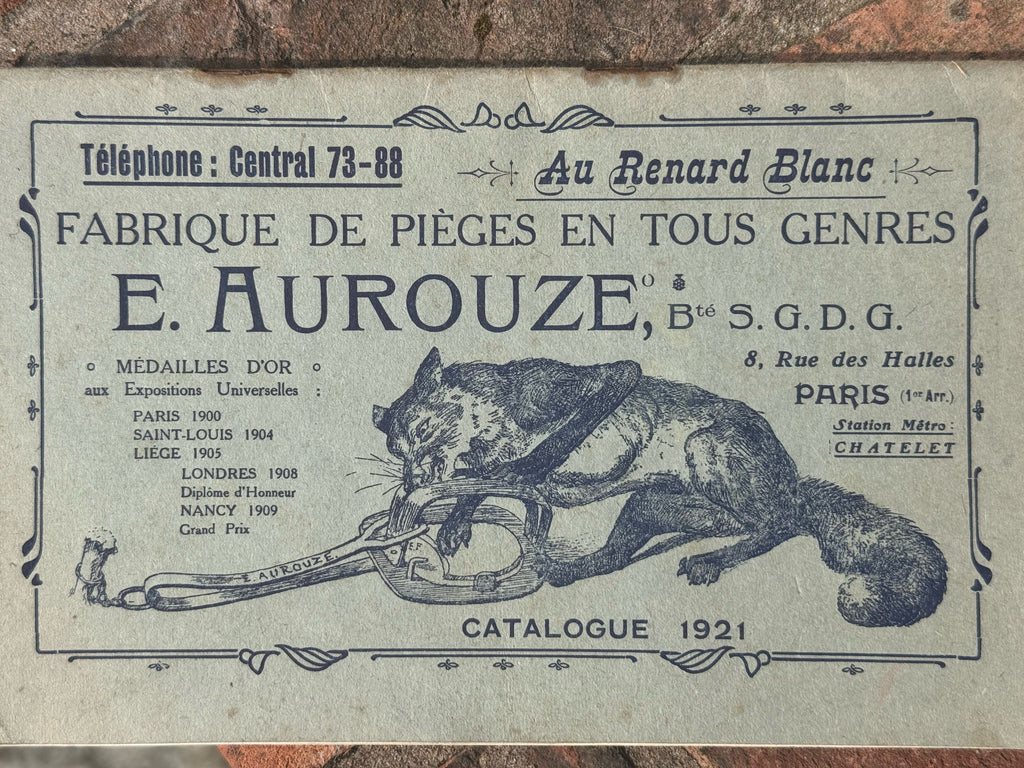 Téléphone : Central 73-88
Au Renard Blanc
FABRIQUE DE PIÈGES EN TOUS GENRES
E. AUROUZE, Bté S. G. D. G.
MÉDAILLES D'OR
aux Expositions Universelles :
PARIS 1900
SAINT-LOUIS 1904
LIÉGE 1905
LONDRES 1908
Diplôme d'Honneur
NANCY 1909
Grand Prix
8, Rue des Halles
PARIS (1er Arr.)
Station Métro :
CHATELET
E. AUROUZE
E.F
CATALOGUE 1921